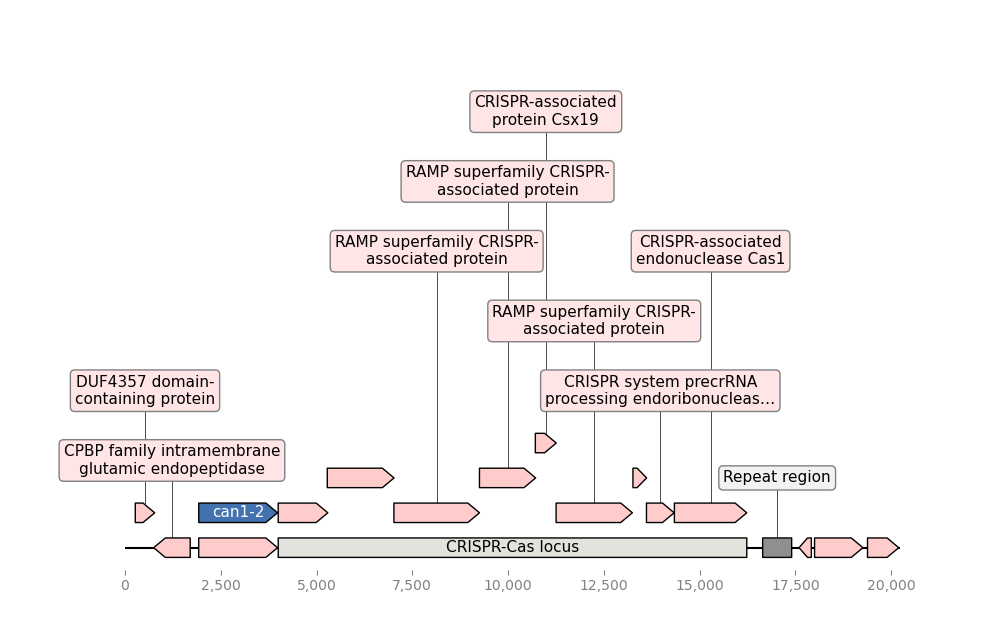 CRISPR-associated
protein Csx19
RAMP superfamily CRISPR-
associated protein
RAMP superfamily CRISPR-
associated protein
CRISPR-associated
endonuclease Cas1
RAMP superfamily CRISPR-
associated protein
DUF4357 domain-
containing protein
CRISPR system precrRNA
processing endoribonucleas...
CPBP family intramembrane
glutamic endopeptidase
Repeat region
can1-2
CRISPR-Cas locus
0 2,500 5,000 7,500 10,000 12,500 15,000 17,500 20,000